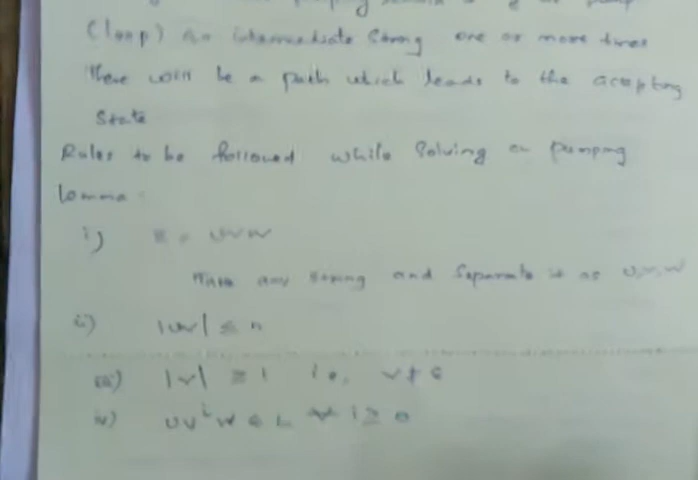 (loop) an intermediate string one or more times
there will be a path which leads to the accepting
state
Rules to be followed while solving on pumping
lemma :
i) z = uvw
Take any string and separate it as u,v,w
ii) |uv| ≤ n
iii) |v| ≥ 1 i.e, v ≠ ε
iv) uvⁱw ∈ L ∀ i ≥ 0